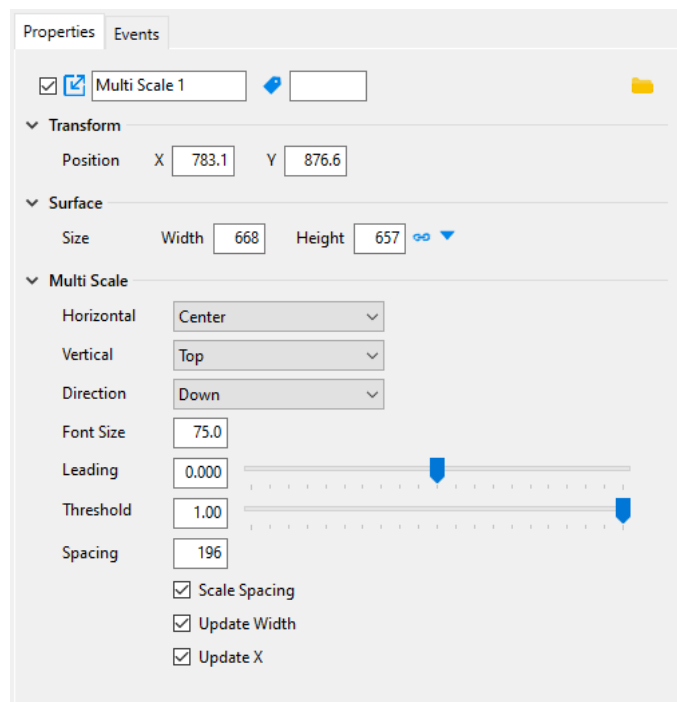 Properties Events
Multi Scale 1
Transform
Position X 783.1 Y 876.6
Surface
Size Width 668 Height 657
Multi Scale
Horizontal Center
Vertical Top
Direction Down
Font Size 75.0
Leading 0.000
Threshold 1.00
Spacing 196
Scale Spacing
Update Width
Update X